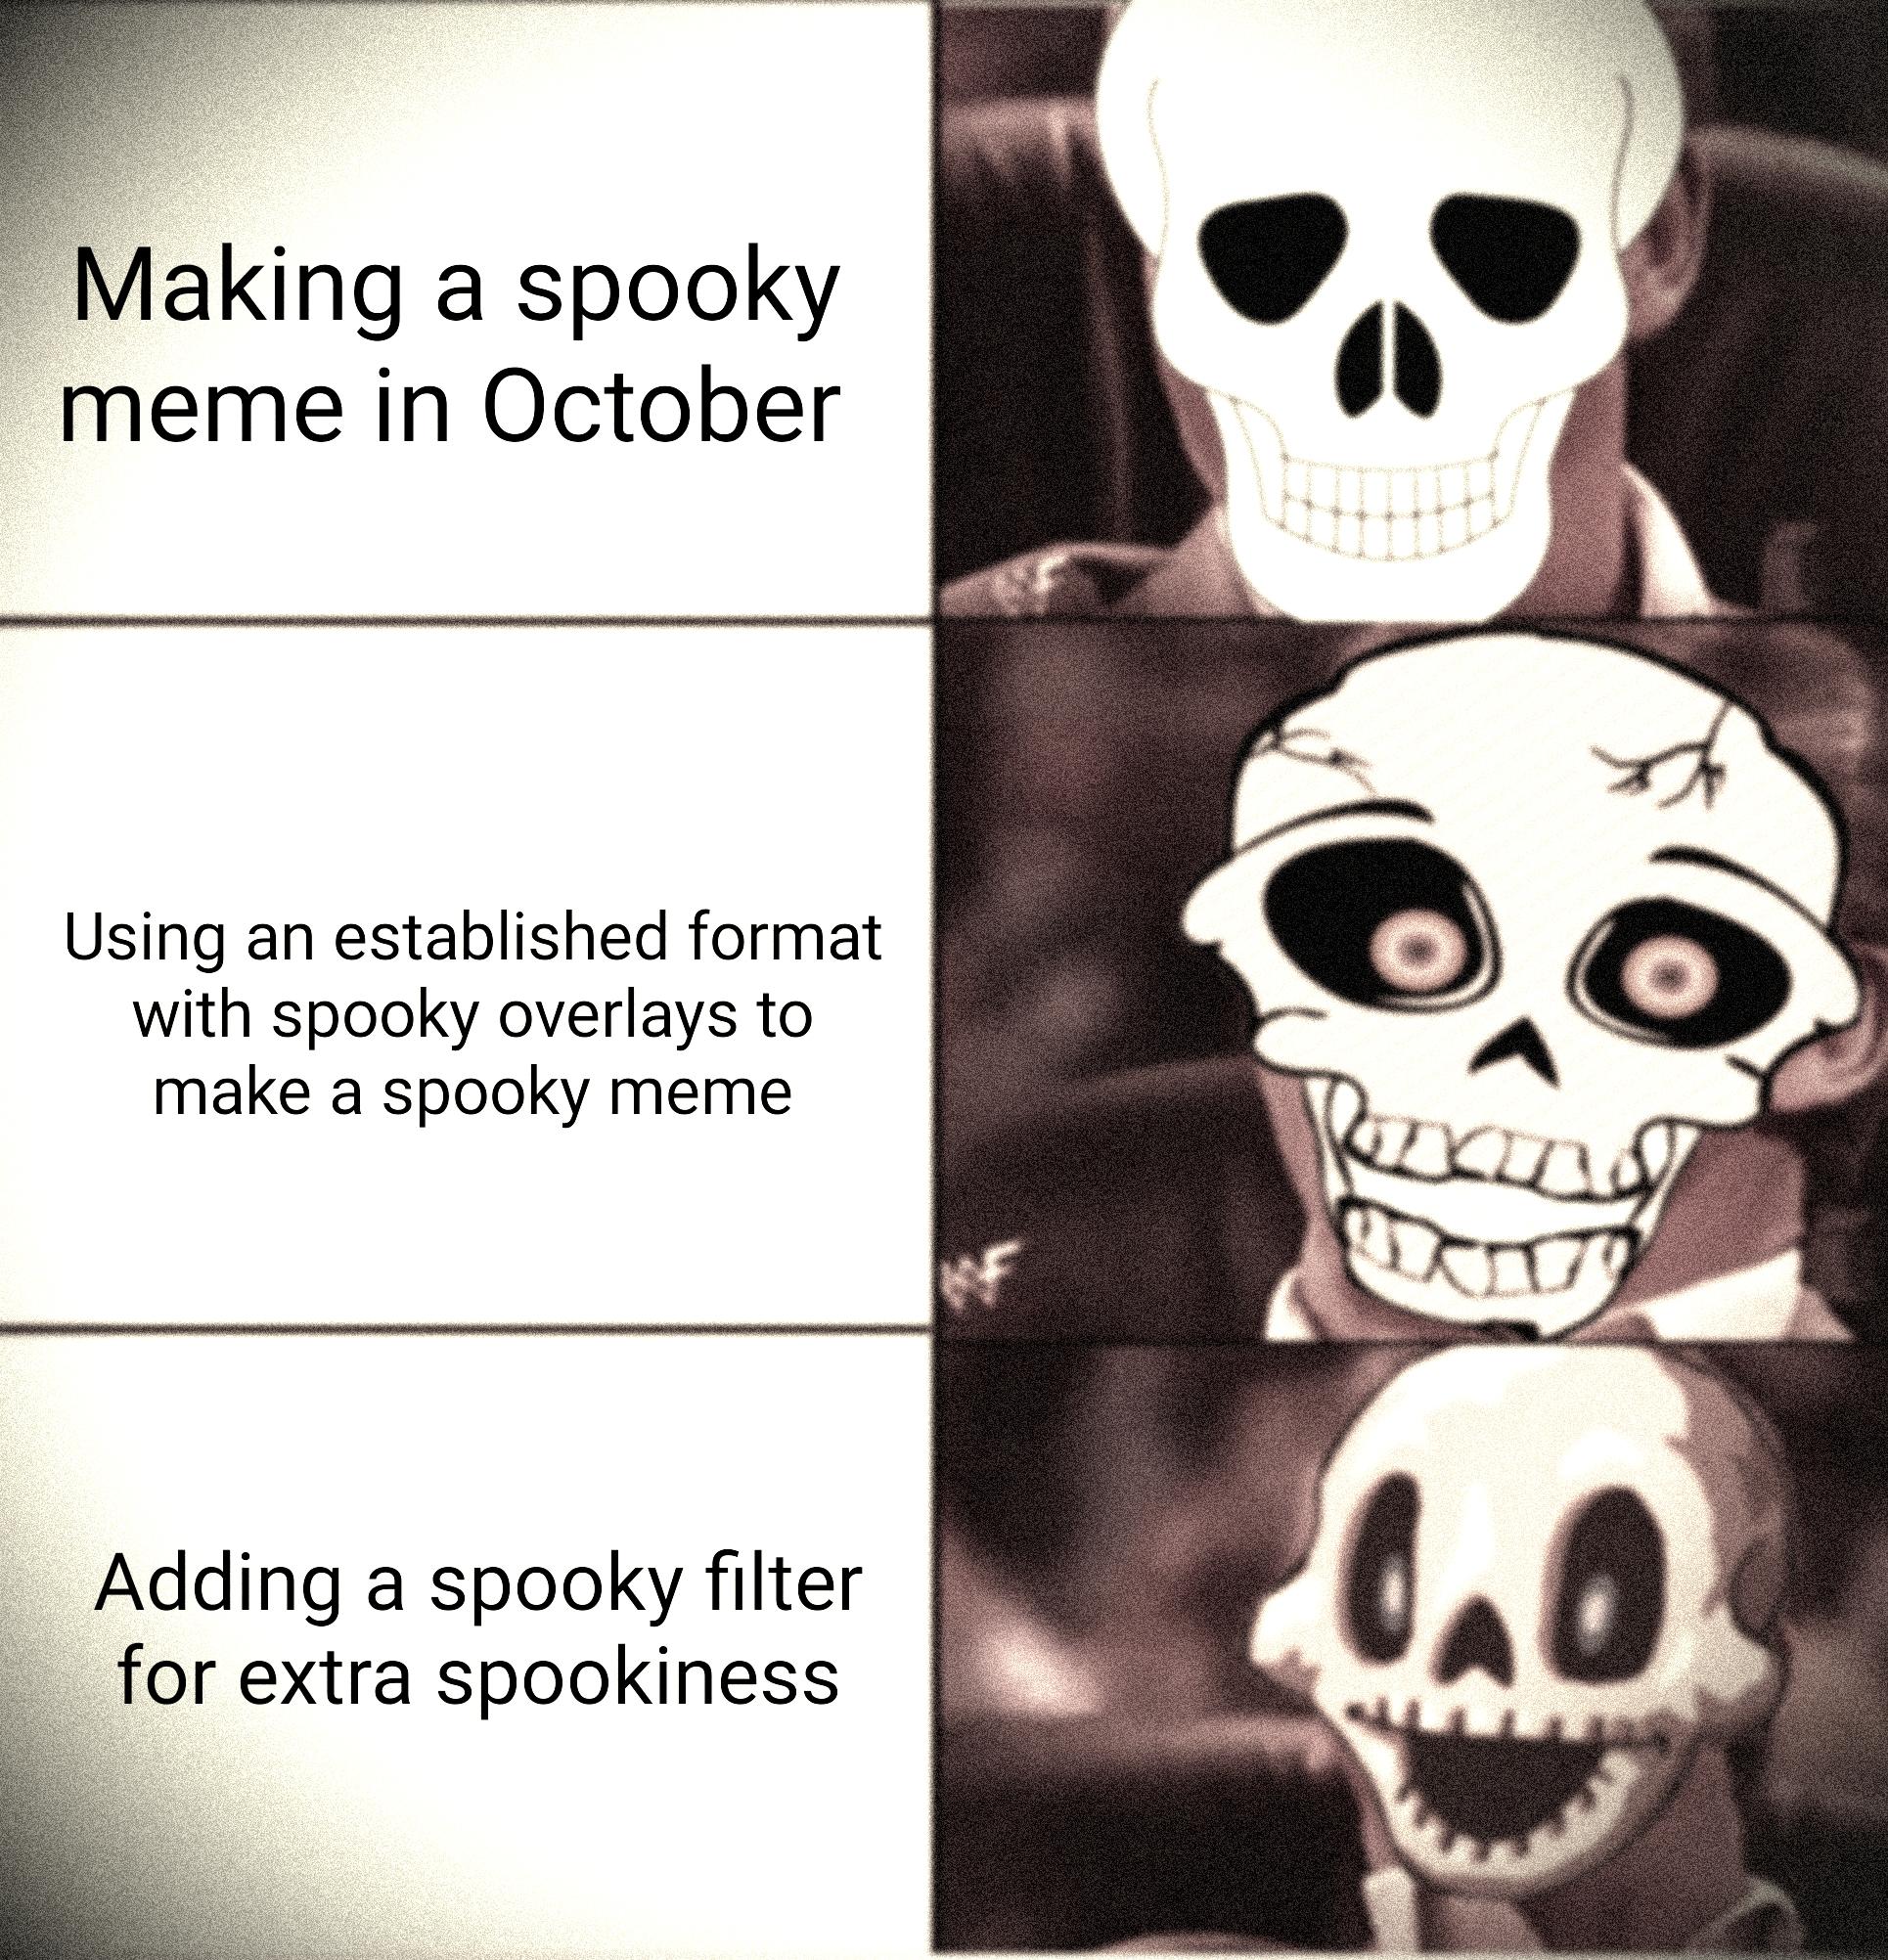 Making a spooky
meme in October
Using an established format
with spooky overlays to
make a spooky meme
Adding a spooky filter
for extra spookiness